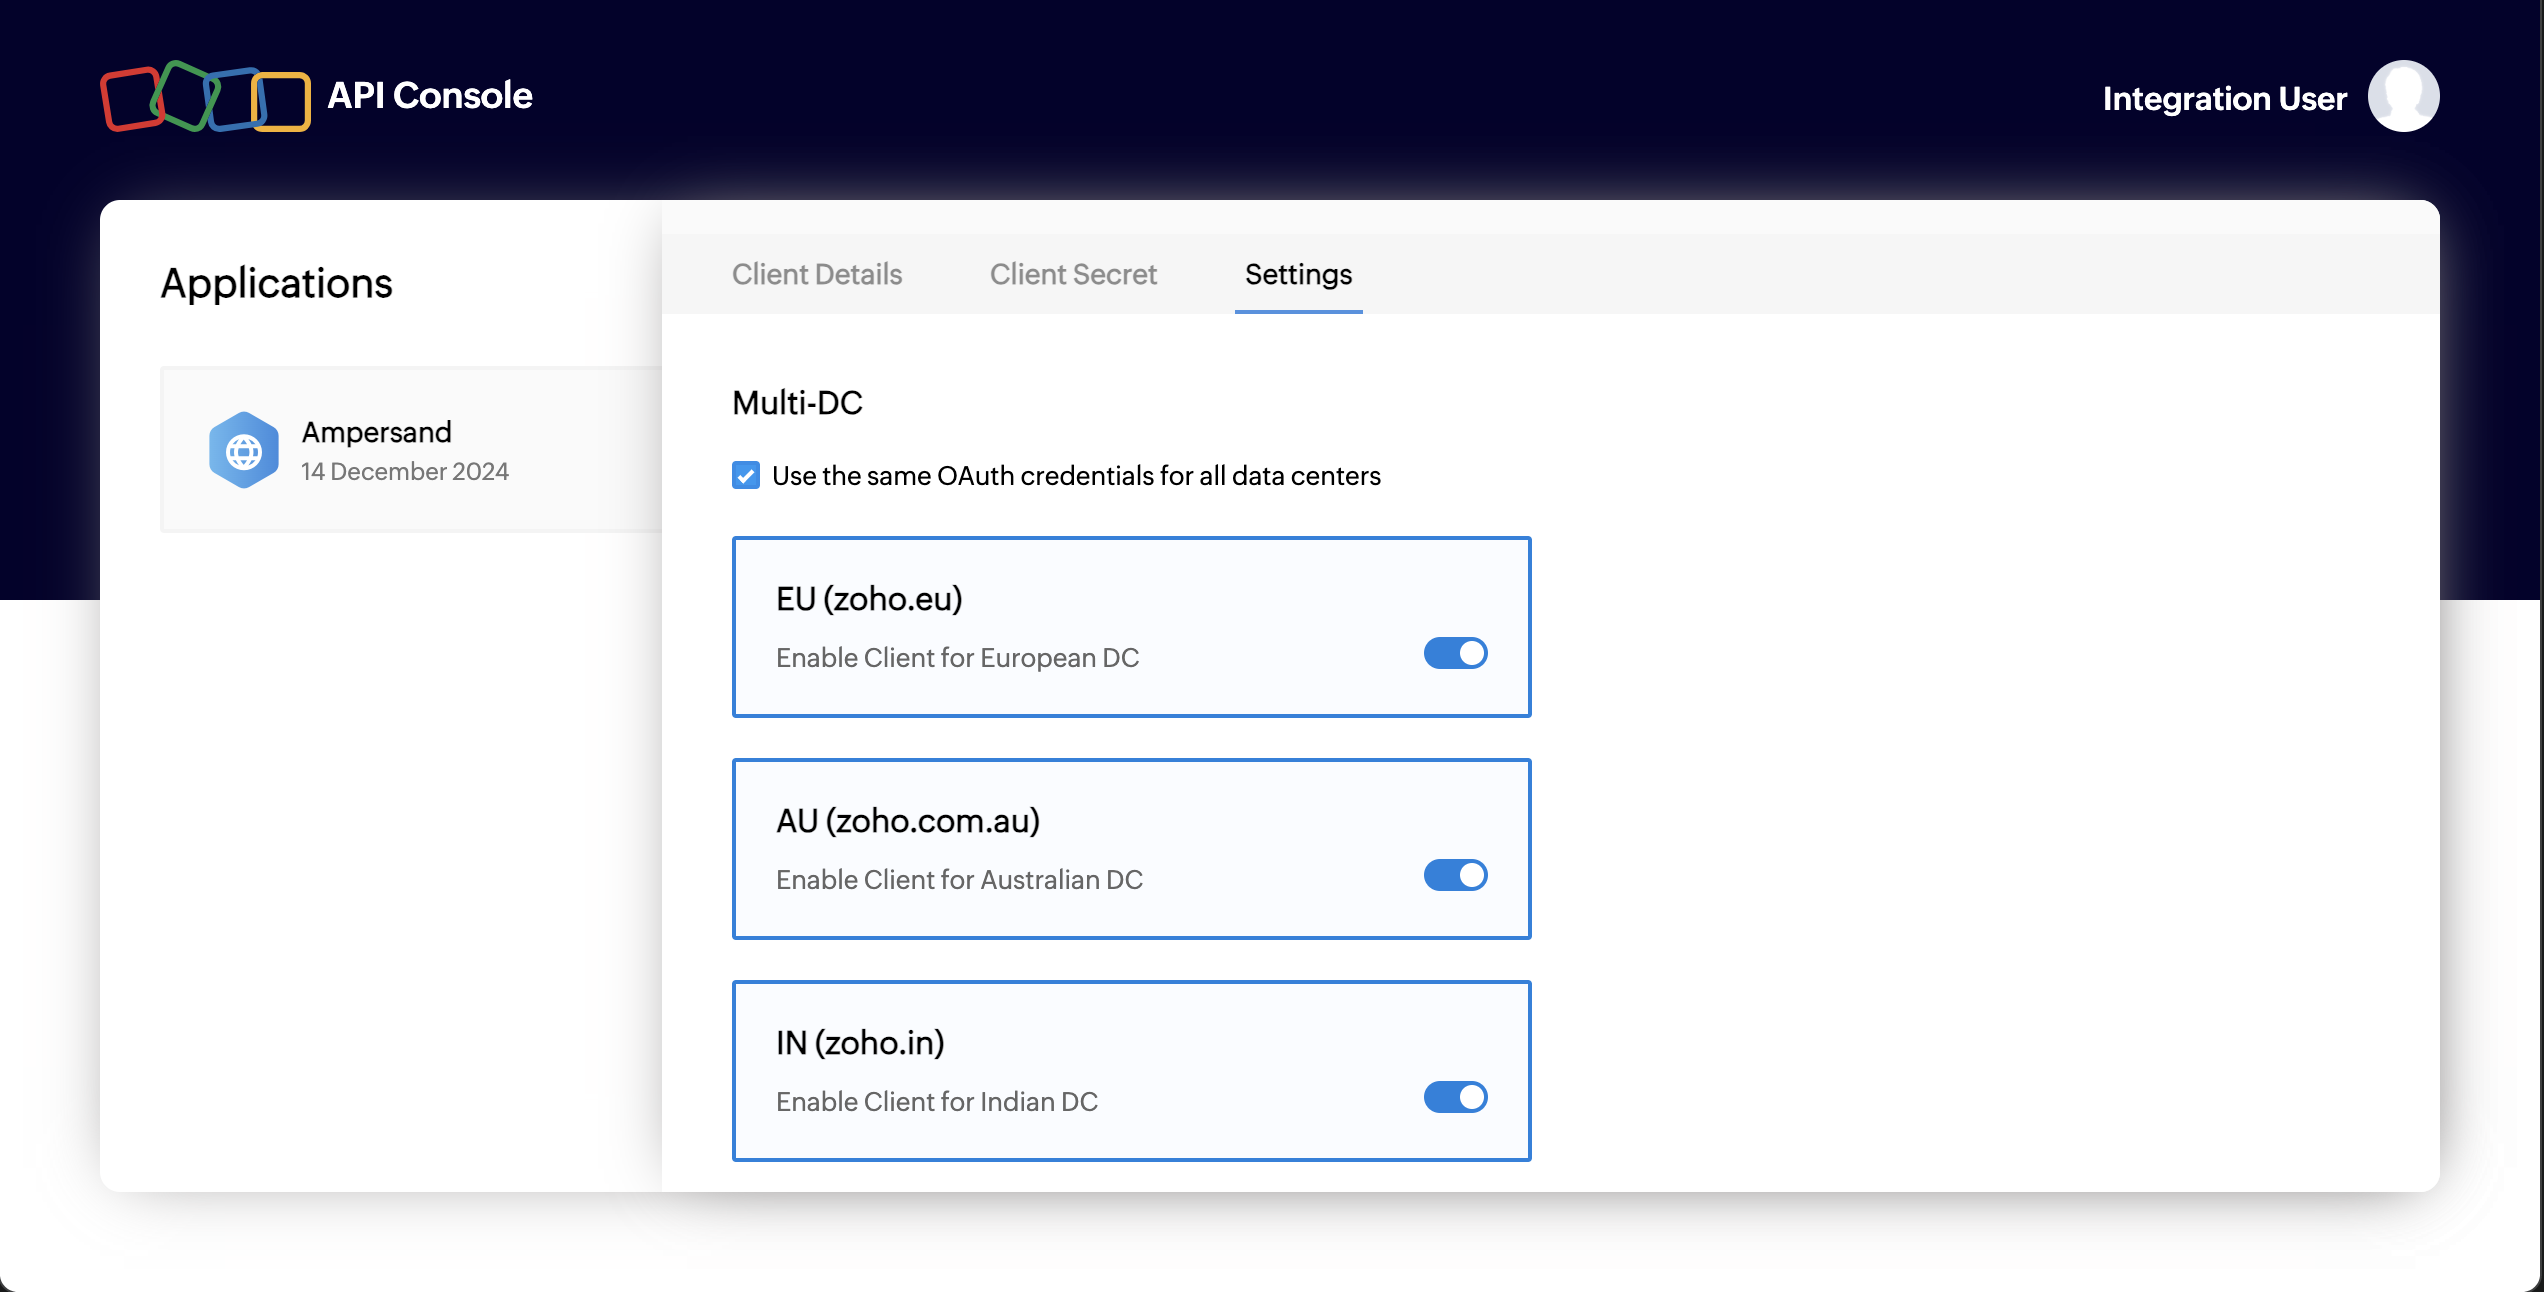 API Console
Integration User
Applications
Ampersand
14 December 2024
Client Details
Client Secret
Settings
Multi-DC
Use the same OAuth credentials for all data centers
EU (zoho.eu)
Enable Client for European DC
AU (zoho.com.au)
Enable Client for Australian DC
IN (zoho.in)
Enable Client for Indian DC